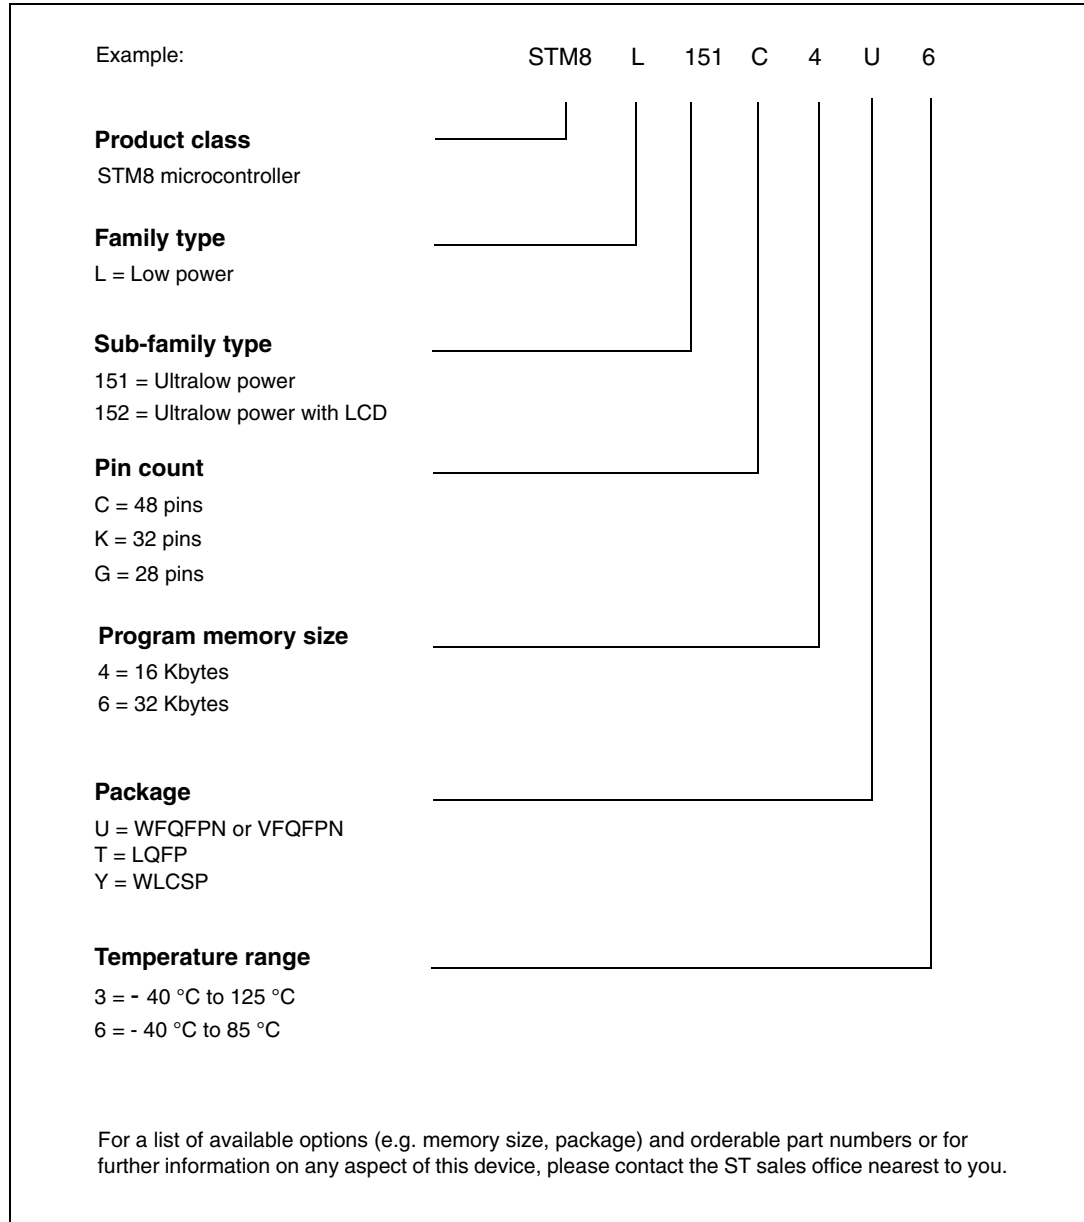 Example: STM8 L 151 C 4 U 6
Product class
STM8 microcontroller
Family type
L = Low power
Sub-family type
151 = Ultralow power
152 = Ultralow power with LCD
Pin count
C = 48 pins
K = 32 pins
G = 28 pins
Program memory size
4 = 16 Kbytes
6 = 32 Kbytes
Package
U = WFQFPN or VFQFPN
T = LQFP
Y = WLCSP
Temperature range
3 = - 40 °C to 125 °C
6 = - 40 °C to 85 °C
For a list of available options (e.g. memory size, package) and orderable part numbers or for
further information on any aspect of this device, please contact the ST sales office nearest to you.